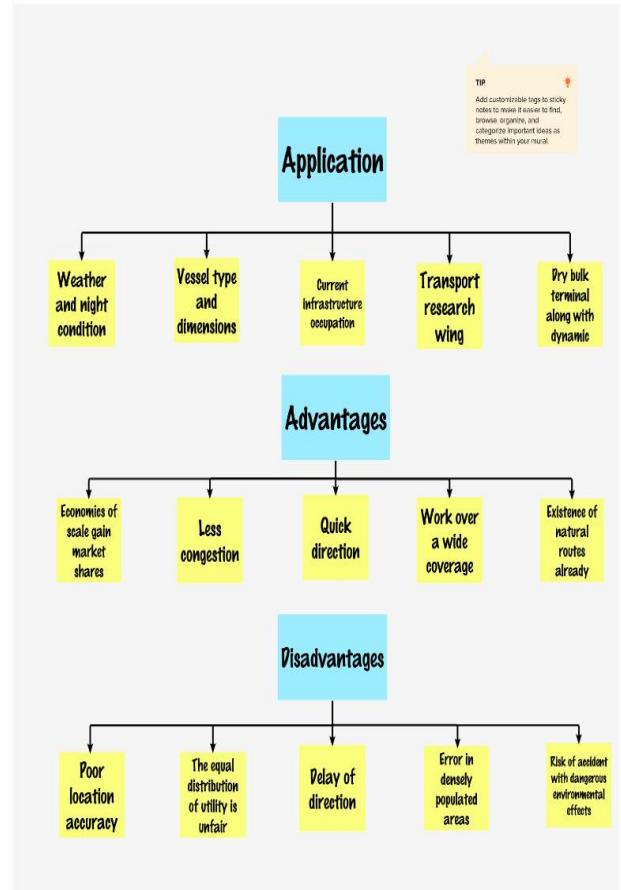 TIP
Add customizable tags to sticky
notes to make it easier to find,
browse, organize, and
categorize important ideas as
themes within your mural.
Application
Weather
and night
condition
Vessel type
and
dimensions
Current
Infrastructure
occupation
Transport
research
wing
Dry bulk
terminal
along with
dynamic
Advantages
Economics of
scale gain
market
shares
Less
congestion
Quick
direction
Work over
a wide
coverage
Existence of
natural
routes
already
Disadvantages
Poor
location
accuracy
The equal
distribution
of utility is
unfair
Delay of
direction
Error in
densely
populated
areas
Risk of accident
with dangerous
environmental
effects